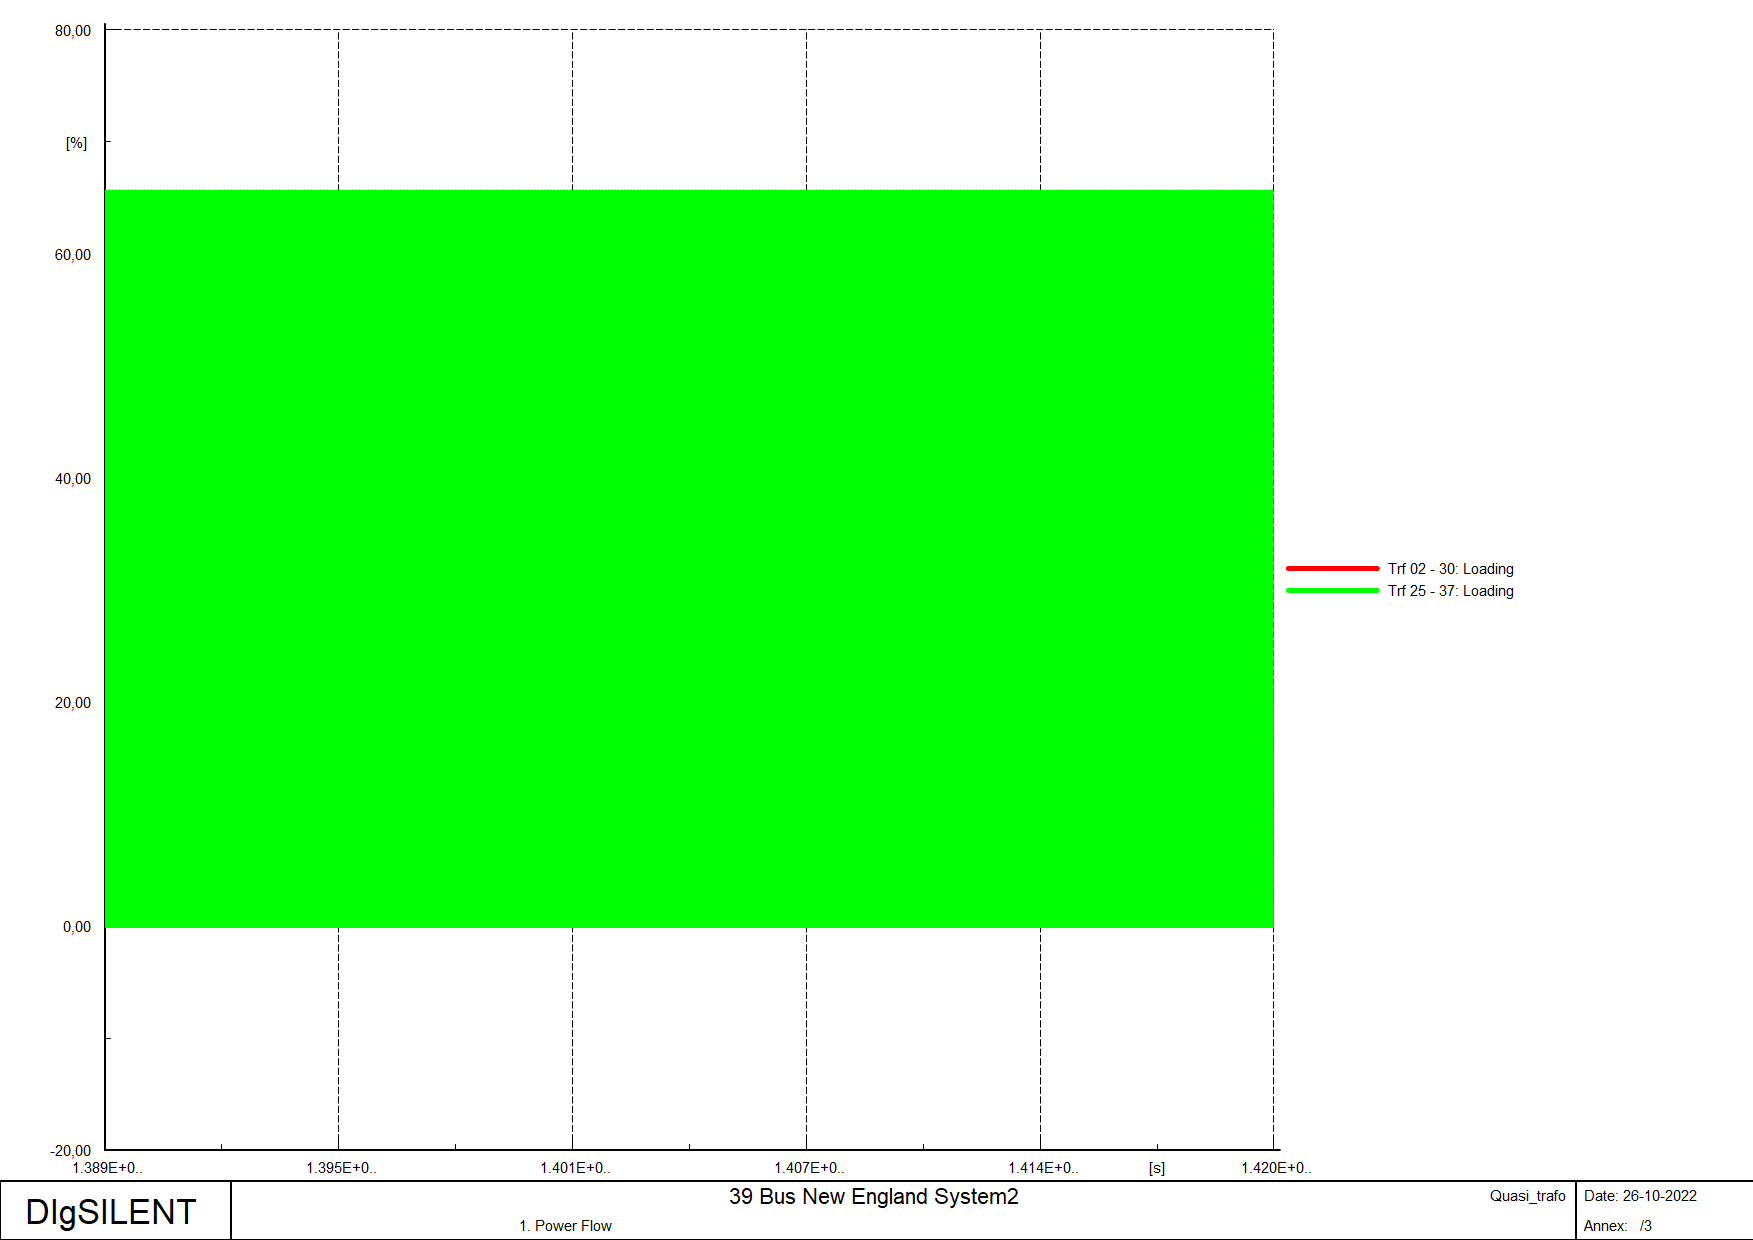 80,00
[%]
60,00
40,00
20,00
0,00
-20,00
1.389E+0.. 1.395E+0.. 1.401E+0.. 1.407E+0.. 1.414E+0.. [s] 1.420E+0..
Trf 02 - 30: Loading
Trf 25 - 37: Loading
DIgSILENT
39 Bus New England System2
1. Power Flow
Quasi_trafo
Date: 26-10-2022
Annex: /3